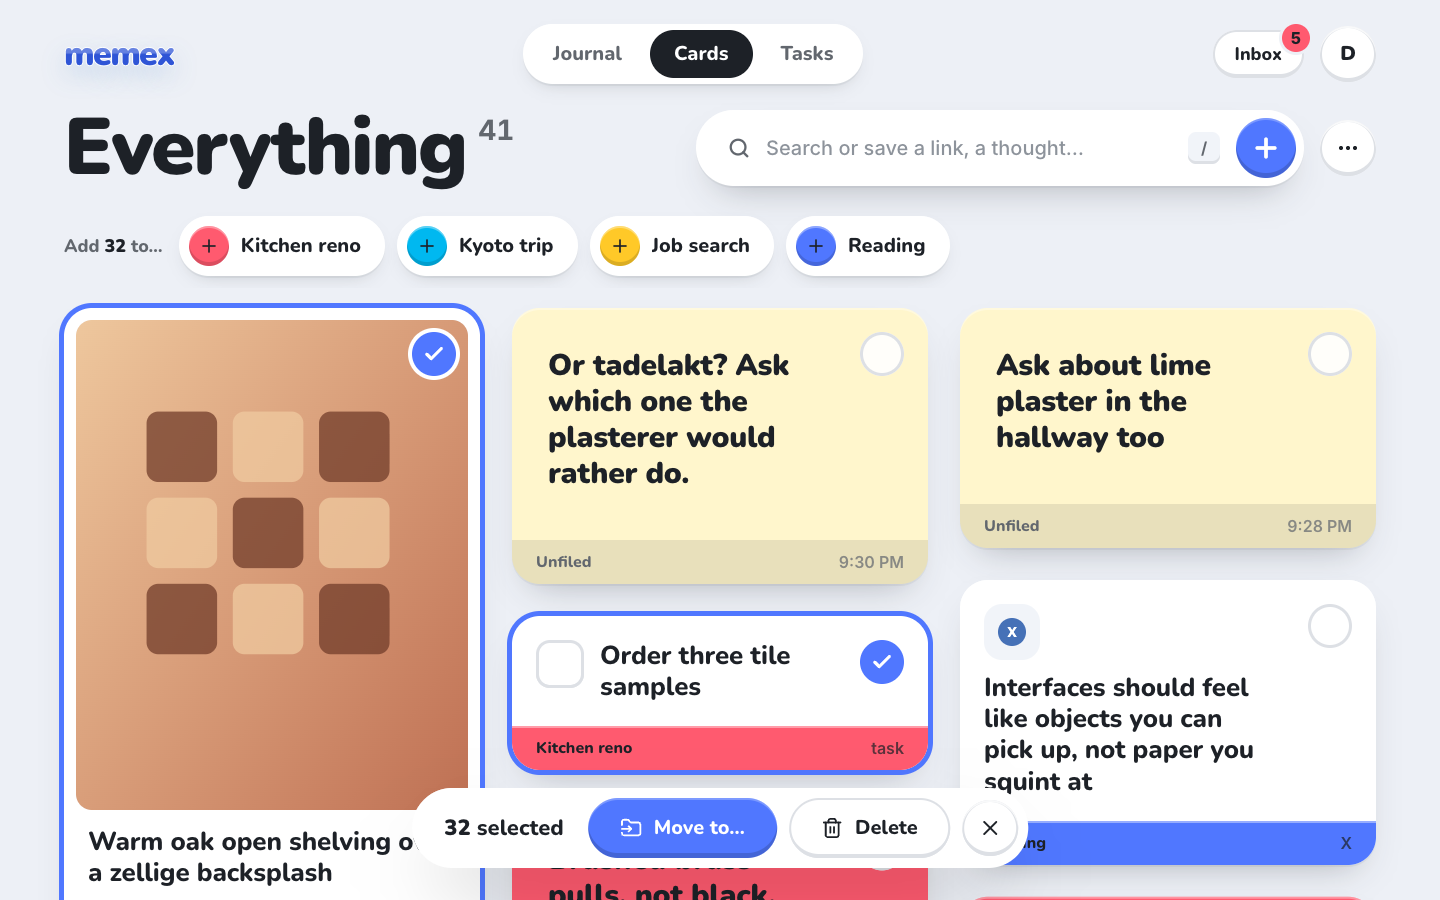 memex
Journal
Cards
Tasks
Inbox
5
D
Everything 41
Search or save a link, a thought...
/
Add 32 to...
Kitchen reno
Kyoto trip
Job search
Reading
Or tadelakt? Ask
which one the
plasterer would
rather do.
Unfiled
9:30 PM
Ask about lime
plaster in the
hallway too
Unfiled
9:28 PM
Order three tile
samples
Kitchen reno
task
X
Interfaces should feel
like objects you can
pick up, not paper you
squint at
X
Warm oak open shelving
a zellige backsplash
32 selected
Move to...
Delete
pulls, not black.